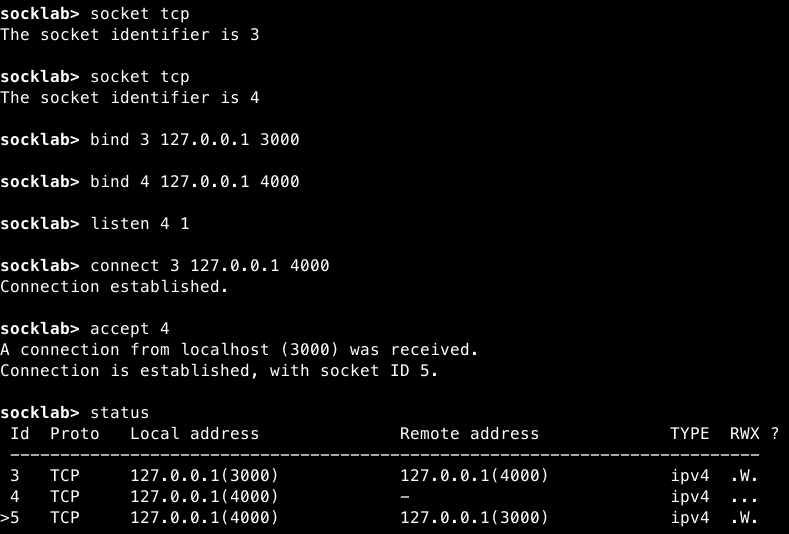 socklab> socket tcp
The socket identifier is 3
socklab> socket tcp
The socket identifier is 4
socklab> bind 3 127.0.0.1 3000
socklab> bind 4 127.0.0.1 4000
socklab> listen 4 1
socklab> connect 3 127.0.0.1 4000
Connection established.
socklab> accept 4
A connection from localhost (3000) was received.
Connection is established, with socket ID 5.
socklab> status
Id Proto Local address Remote address TYPE RWX ?
---------------------------------------------------------------------------
3 TCP 127.0.0.1(3000) 127.0.0.1(4000) ipv4 .W.
4 TCP 127.0.0.1(4000) - ipv4 ...
>5 TCP 127.0.0.1(4000) 127.0.0.1(3000) ipv4 .W.